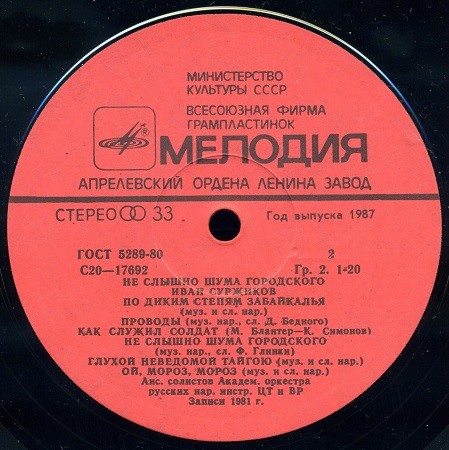 МИНИСТЕРСТВО
КУЛЬТУРЫ СССР
ВСЕСОЮЗНАЯ ФИРМА
ГРАМПЛАСТИНОК
® МЕЛОДИЯ
АПРЕЛЕВСКИЙ ОРДЕНА ЛЕНИНА ЗАВОД
СТЕРЕО 33 Год выпуска 1987
ГОСТ 5289-80 2
С20—17692 Гр. 2. 1-20
НЕ СЛЫШНО ШУМА ГОРОДСКОГО
ИВАН СУРЖИКОВ
ПО ДИКИМ СТЕПЯМ ЗАБАЙКАЛЬЯ
(муз. и сл. нар.)
ПРОВОДЫ (муз. нар., сл. Д. Бедного)
КАК СЛУЖИЛ СОЛДАТ (М. Блантер—К. Симонов)
НЕ СЛЫШНО ШУМА ГОРОДСКОГО
(муз. нар., сл. Ф. Глинки)
ГЛУХОЙ НЕВЕДОМОЙ ТАЙГОЮ (муз. и сл. нар.)
ОЙ, МОРОЗ, МОРОЗ (муз. и сл. нар.)
Анс. солистов Академ. оркестра
русских нар. инстр. ЦТ и ВР
Записи 1981 г.